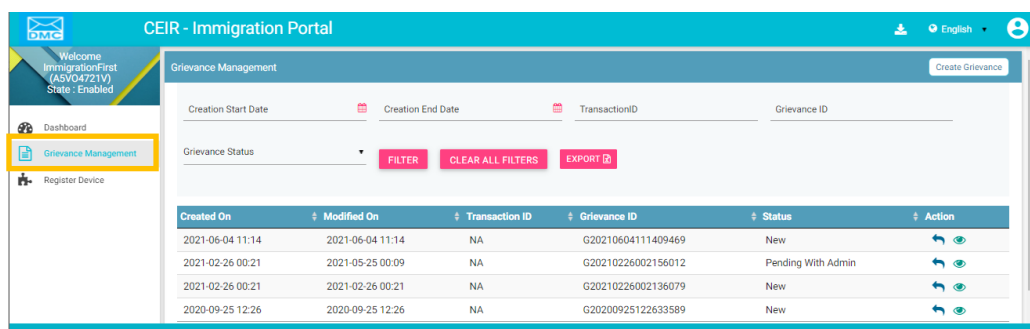 DMC
CEIR - Immigration Portal
English
Welcome
ImmigrationFirst
(A5VO4721V)
State : Enabled
Dashboard
Grievance Management
Register Device
Grievance Management
Create Grievance
Creation Start Date
Creation End Date
TransactionID
Grievance ID
Grievance Status
FILTER
CLEAR ALL FILTERS
EXPORT
Created On Modified On Transaction ID Grievance ID Status Action
2021-06-04 11:14 2021-06-04 11:14 NA G20210604111409469 New
2021-02-26 00:21 2021-05-25 00:09 NA G20210226002156012 Pending With Admin
2021-02-26 00:21 2021-02-26 00:21 NA G20210226002136079 New
2020-09-25 12:26 2020-09-25 12:26 NA G20200925122633589 New